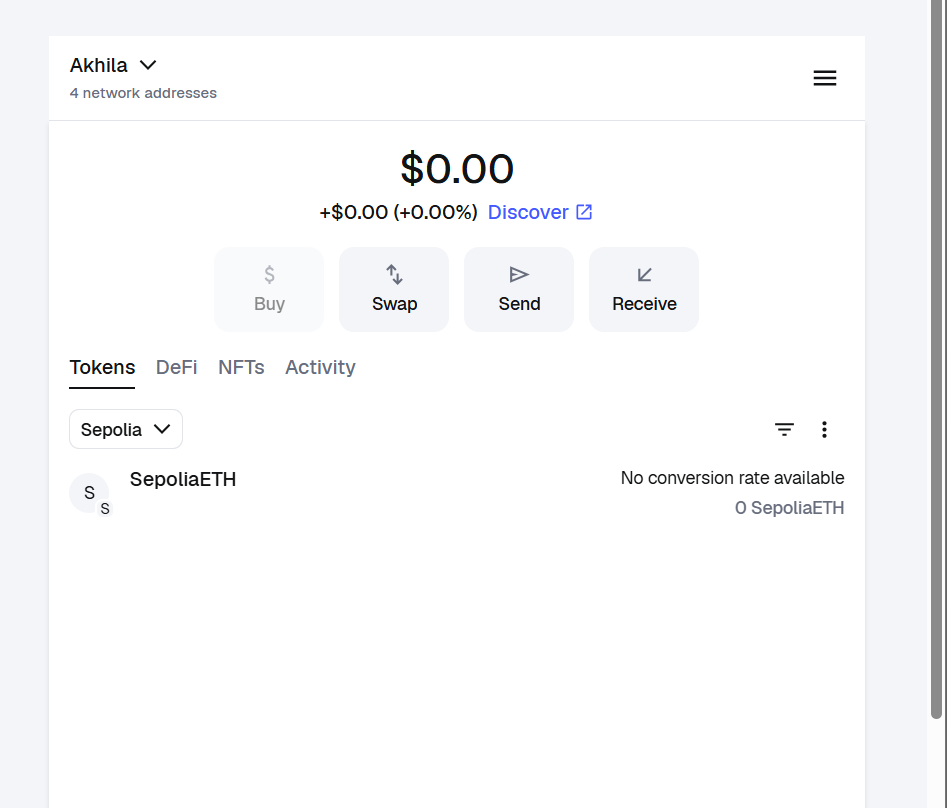 Akhila
4 network addresses
$0.00
+$0.00 (+0.00%) Discover
$
Buy Swap Send Receive
Tokens DeFi NFTs Activity
Sepolia
S
S
SepoliaETH
No conversion rate available
0 SepoliaETH